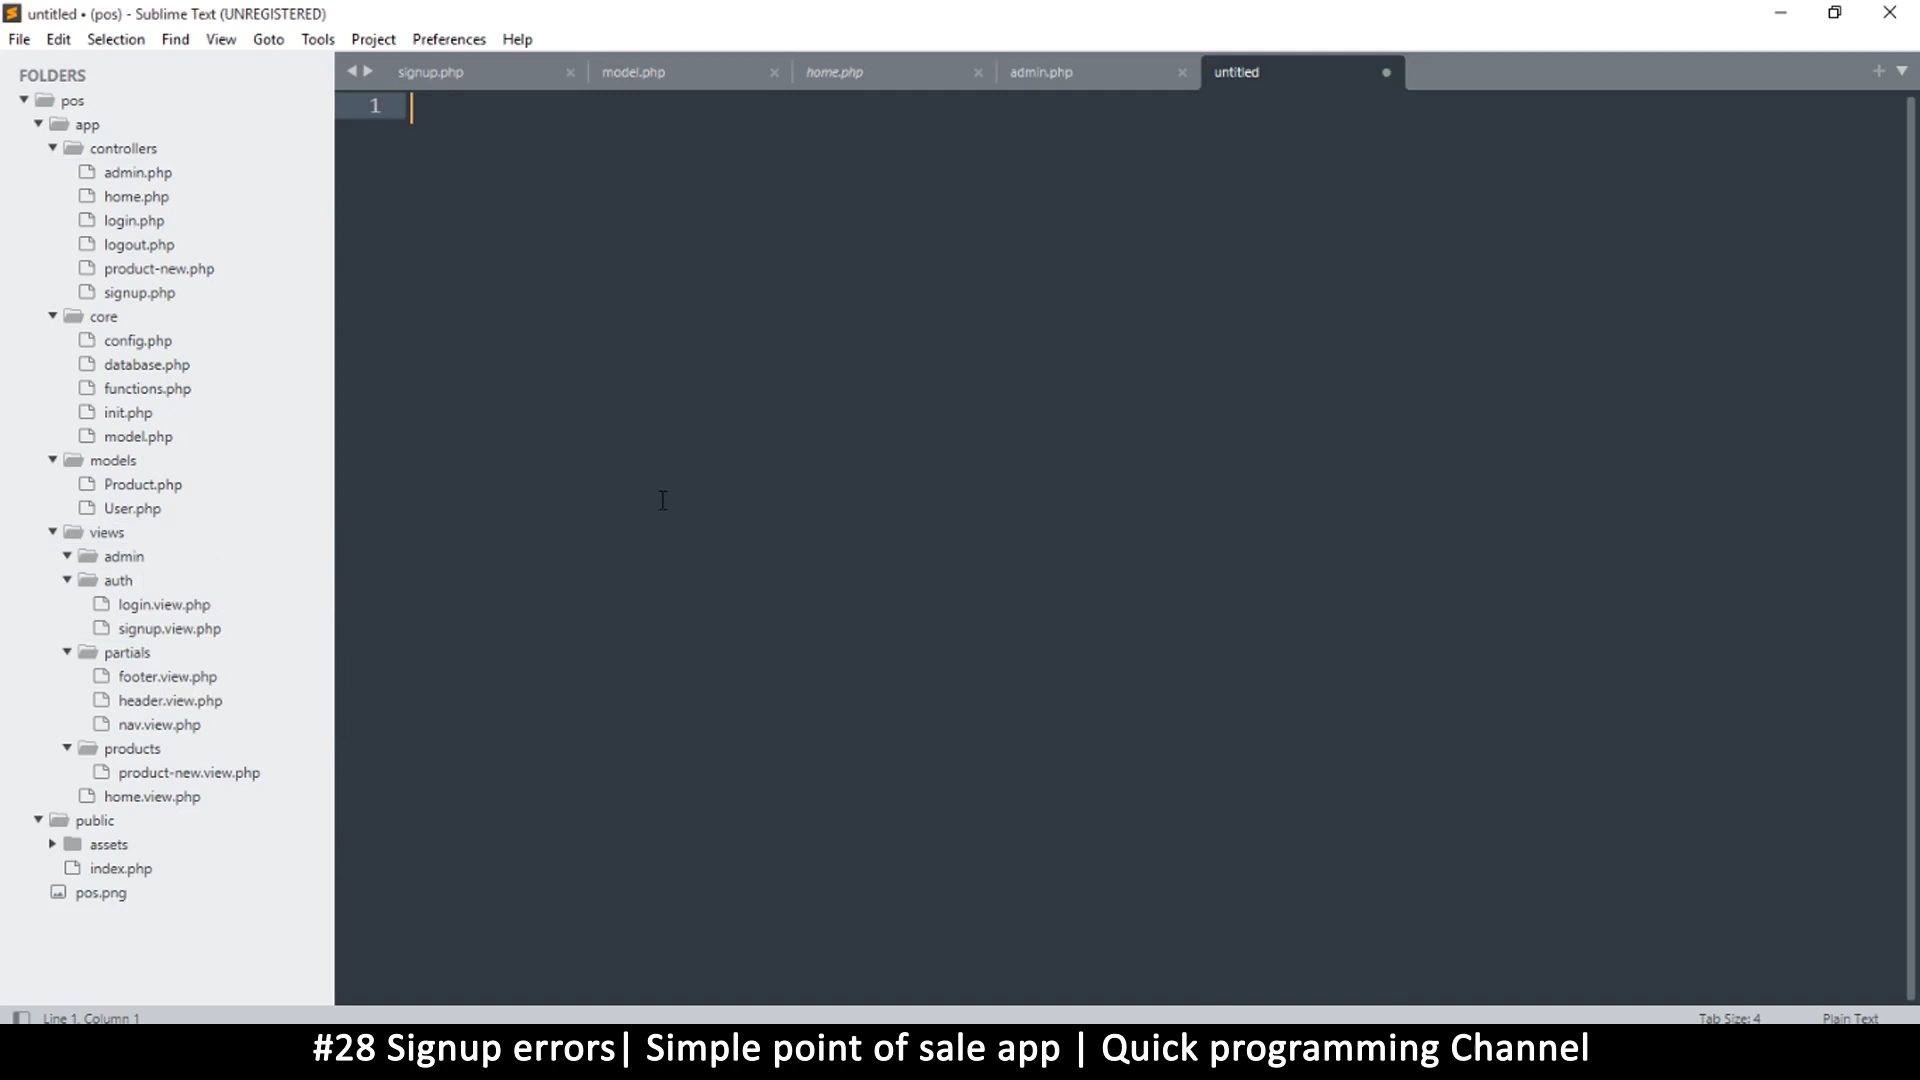 untitled • (pos) - Sublime Text (UNREGISTERED)
File Edit Selection Find View Goto Tools Project Preferences Help
FOLDERS
signup.php model.php home.php admin.php untitled
1
pos
app
controllers
admin.php
home.php
login.php
logout.php
product-new.php
signup.php
core
config.php
database.php
functions.php
init.php
model.php
models
Product.php
User.php
views
admin
auth
login.view.php
signup.view.php
partials
footer.view.php
header.view.php
nav.view.php
products
product-new.view.php
home.view.php
public
assets
index.php
pos.png
Line 1, Column 1 Tab Size: 4 Plain Text
#28 Signup errors| Simple point of sale app | Quick programming Channel